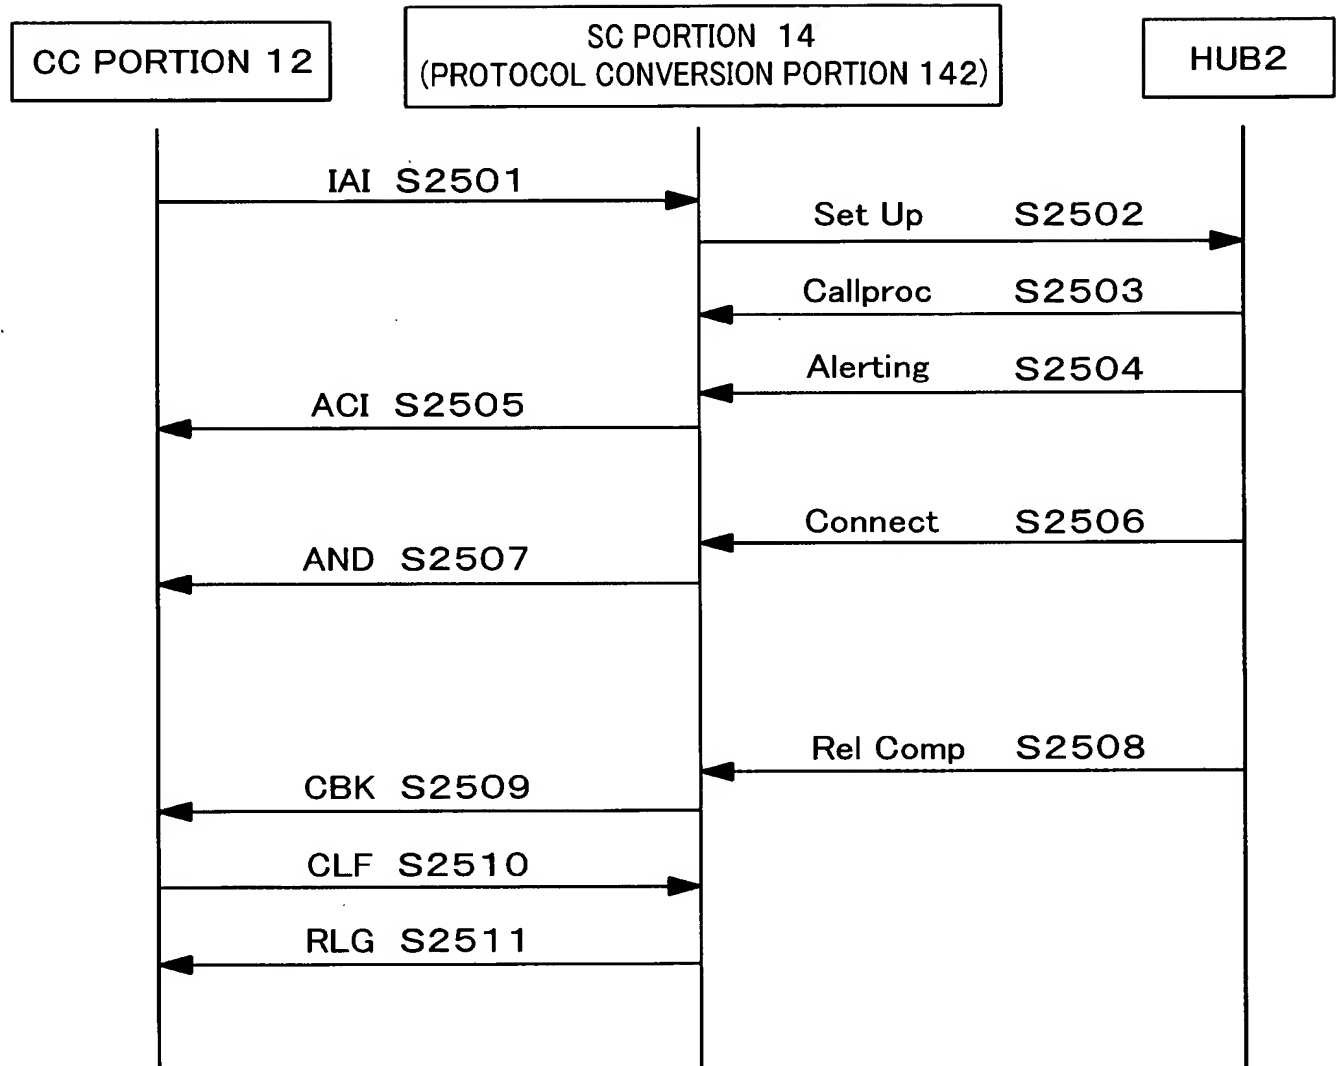 CC PORTION 12
SC PORTION 14
(PROTOCOL CONVERSION PORTION 142)
HUB2
IAI S2501
Set Up S2502
Callproc S2503
Alerting S2504
ACI S2505
Connect S2506
AND S2507
Rel Comp S2508
CBK S2509
CLF S2510
RLG S2511